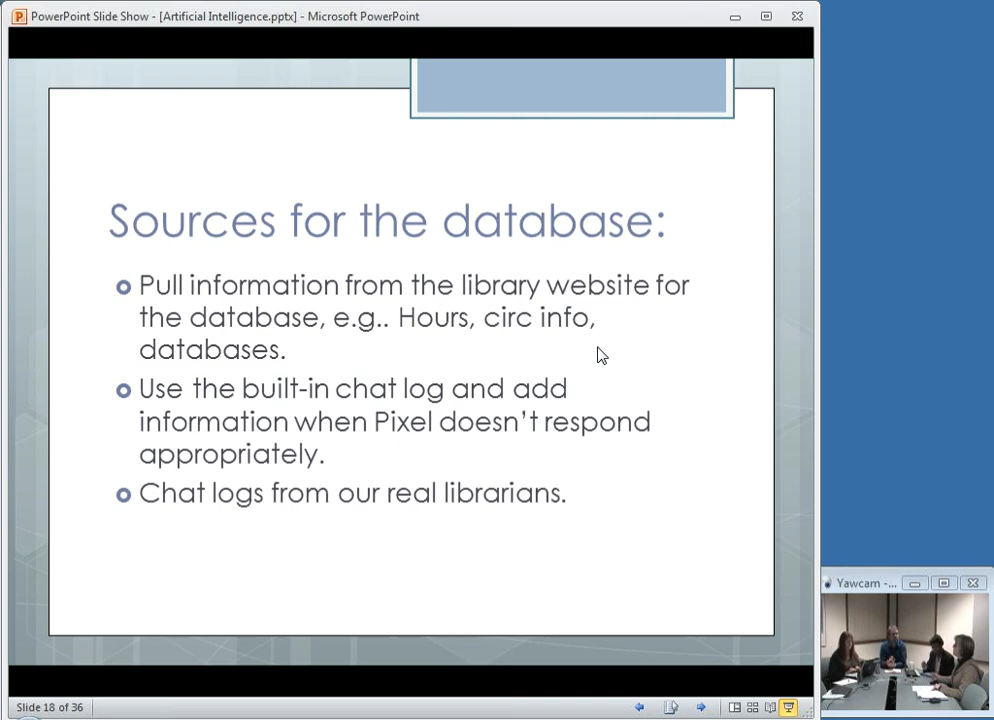 PowerPoint Slide Show - [Artificial Intelligence.pptx] - Microsoft PowerPoint
Sources for the database:
Pull information from the library website for
the database, e.g.. Hours, circ info,
databases.
Use the built-in chat log and add
information when Pixel doesn't respond
appropriately.
Chat logs from our real librarians.
Yawcam -...
Slide 18 of 36